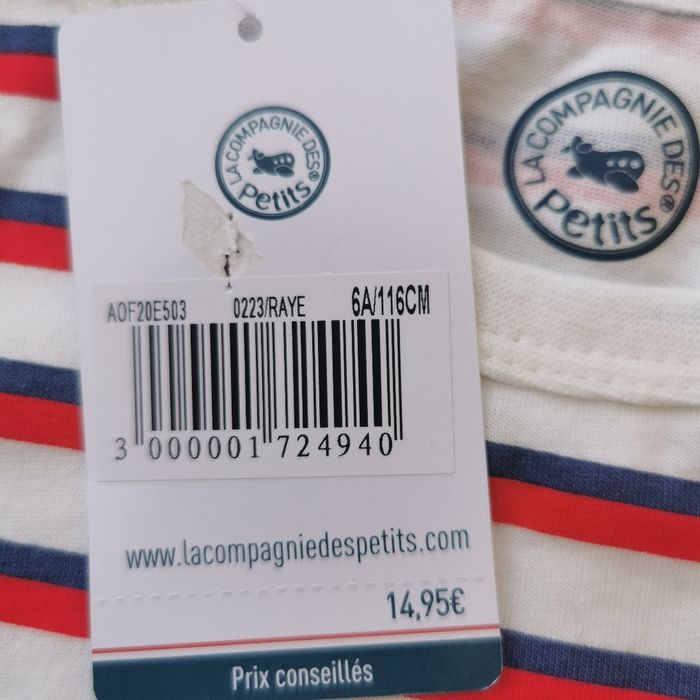 LA COMPAGNIE DES®
Petits
LA COMPAGNIE DES®
Petits
AOF20E503 0223/RAYE 6A/116CM
3 000001 724940
www.lacompagniedespetits.com
14,95€
Prix conseillés